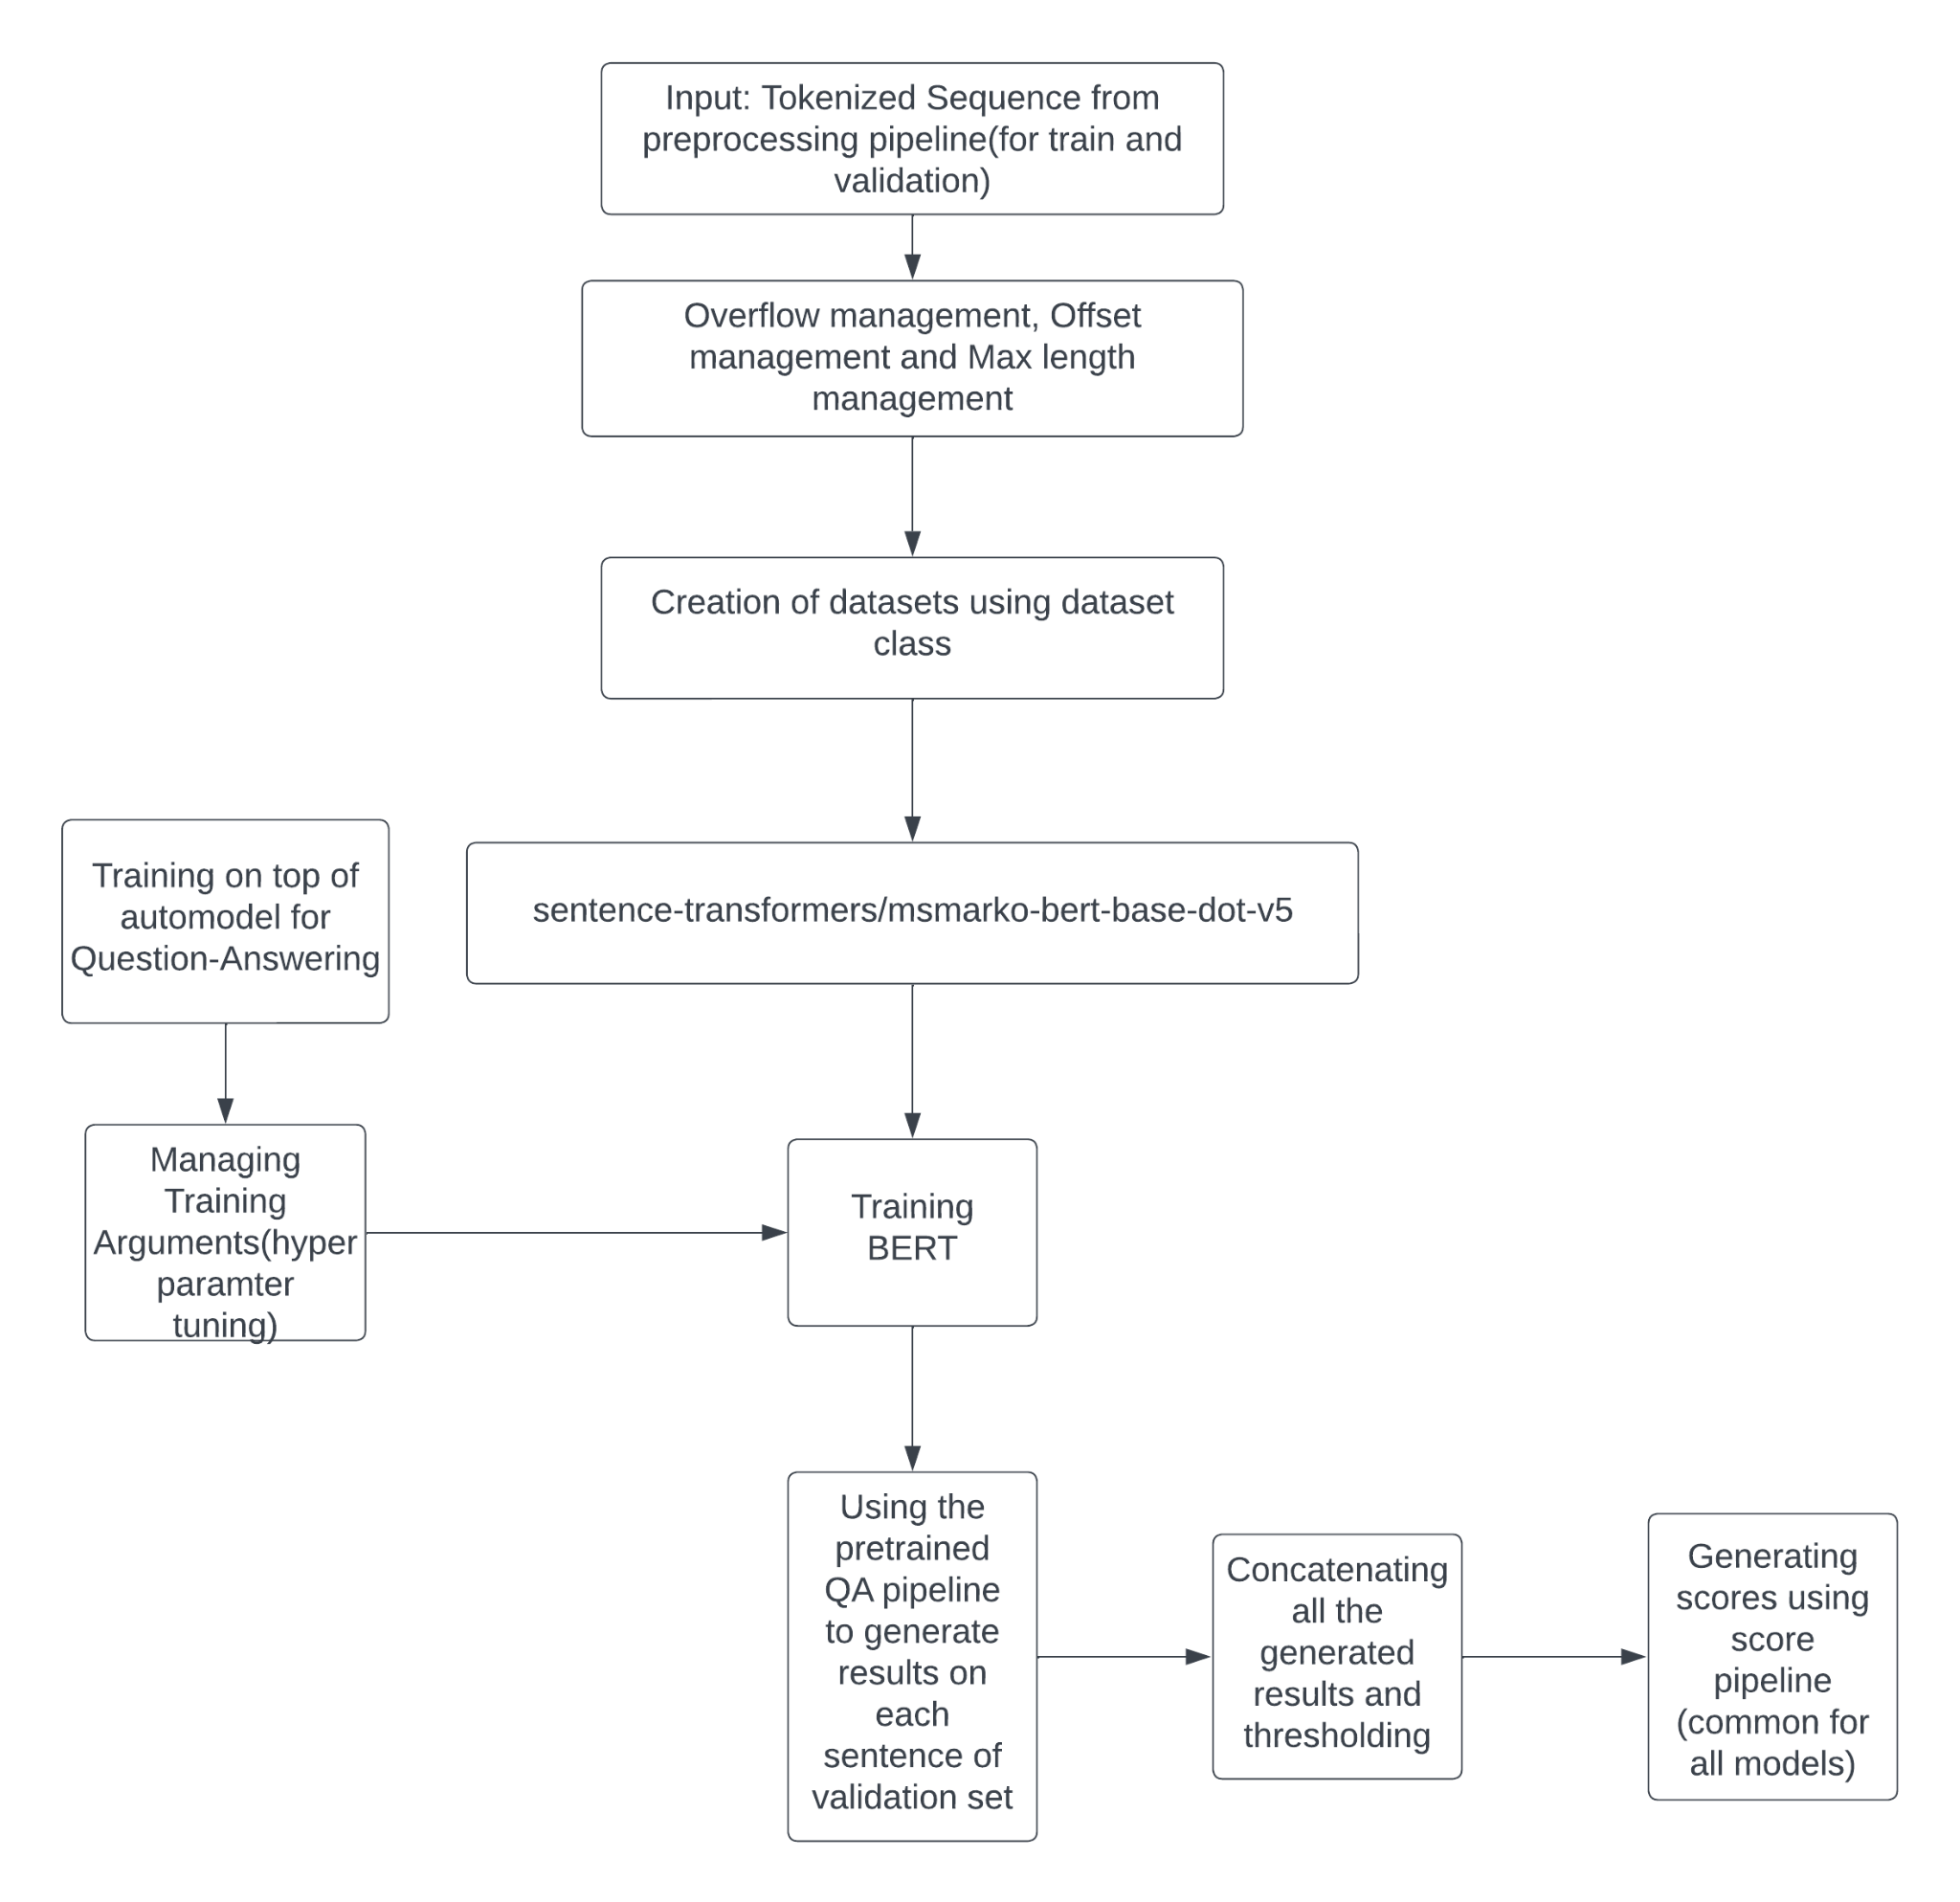 Input: Tokenized Sequence from
preprocessing pipeline(for train and
validation)
Overflow management, Offset
management and Max length
management
Creation of datasets using dataset
class
Training on top of
automodel for
Question-Answering
sentence-transformers/msmarko-bert-base-dot-v5
Managing
Training
Arguments(hyper
paramter
tuning)
Training
BERT
Using the
pretrained
QA pipeline
to generate
results on
each
sentence of
validation set
Concatenating
all the
generated
results and
thresholding
Generating
scores using
score
pipeline
(common for
all models)